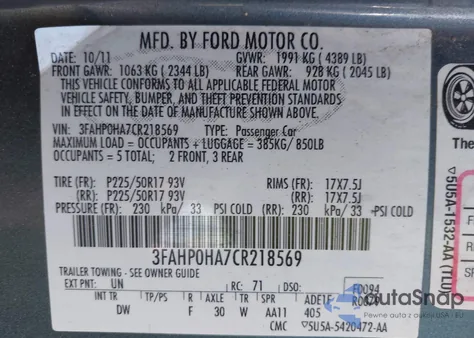 MFD. BY FORD MOTOR CO.
DATE: 10/11 GVWR: 1991 KG ( 4389 LB)
FRONT GAWR: 1063 KG ( 2344 LB) REAR GAWR: 928 KG ( 2045 LB)
THIS VEHICLE CONFORMS TO ALL APPLICABLE FEDERAL MOTOR
VEHICLE SAFETY, BUMPER, AND THEFT PREVENTION STANDARDS
IN EFFECT ON THE DATE OF MANUFACTURE SHOWN ABOVE.
VIN: 3FAHP0HA7CR218569 TYPE: Passenger Car
MAXIMUM LOAD = OCCUPANTS + LUGGAGE = 385KG/ 850LB
OCCUPANTS = 5 TOTAL: 2 FRONT, 3 REAR
TIRE (FR): P225/50R17 93V RIMS (FR): 17X7.5J
(RR): P225/50R17 93V (RR): 17X7.5J
PRESSURE (FR): 230 kPa/ 33 PSI COLD (RR): 230 kPa/ 33 PSI COLD
3FAHP0HA7CR218569
TRAILER TOWING - SEE OWNER GUIDE
EXT PNT: UN RC: 71 DSO: F0094
INT TR TP/PS R AXLE TR SPR
DW F 30 W AA11 405
CMC 5U5A-5420472-AA
5U5A-1532-AA (TLU)
The
AutoSnap
Japan - USA - EU